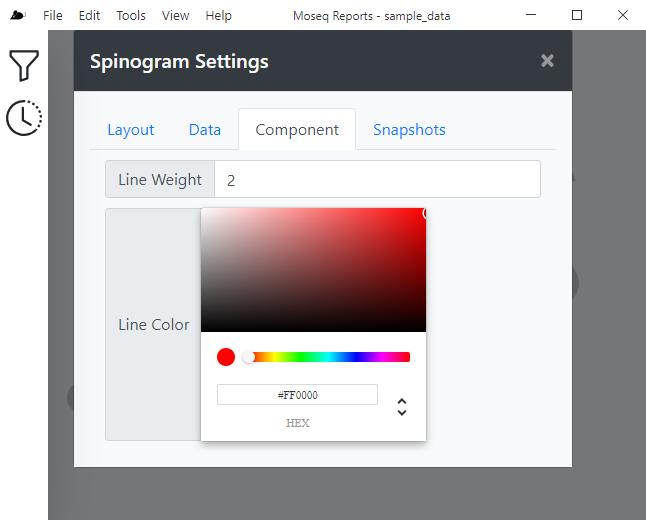 File Edit Tools View Help Moseq Reports - sample_data
Spinogram Settings
Layout Data Component Snapshots
Line Weight 2
Line Color
#FF0000
HEX